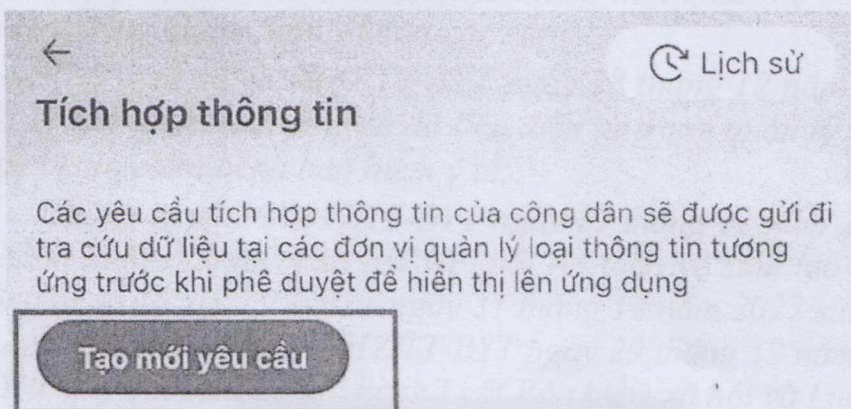 Lịch sử
Tích hợp thông tin
Các yêu cầu tích hợp thông tin của công dân sẽ được gửi đi
tra cứu dữ liệu tại các đơn vị quản lý loại thông tin tương
ứng trước khi phê duyệt để hiển thị lên ứng dụng
Tạo mới yêu cầu